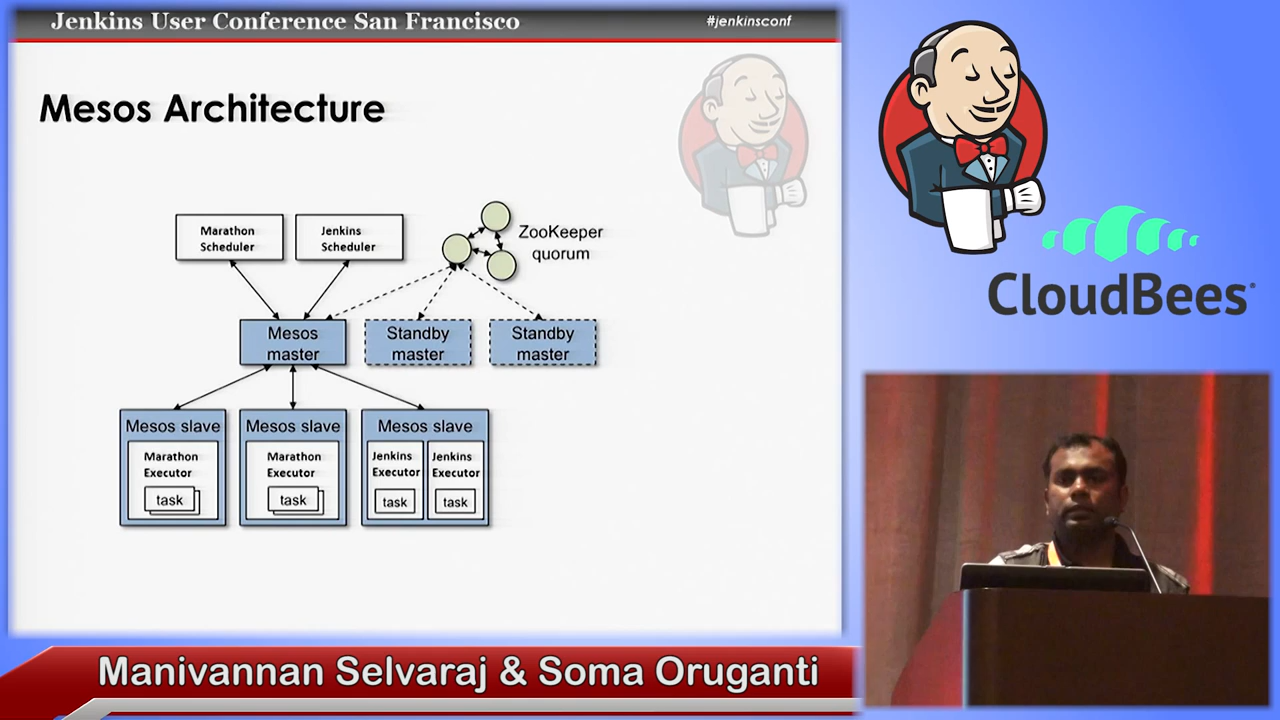 Jenkins User Conference San Francisco
#jenkinsconf
Mesos Architecture
Marathon
Scheduler
Jenkins
Scheduler
ZooKeeper
quorum
Mesos
master
Standby
master
Standby
master
Mesos slave
Marathon
Executor
task
Mesos slave
Marathon
Executor
task
Mesos slave
Jenkins
Executor
task
Jenkins
Executor
task
CloudBees
Manivannan Selvaraj & Soma Oruganti